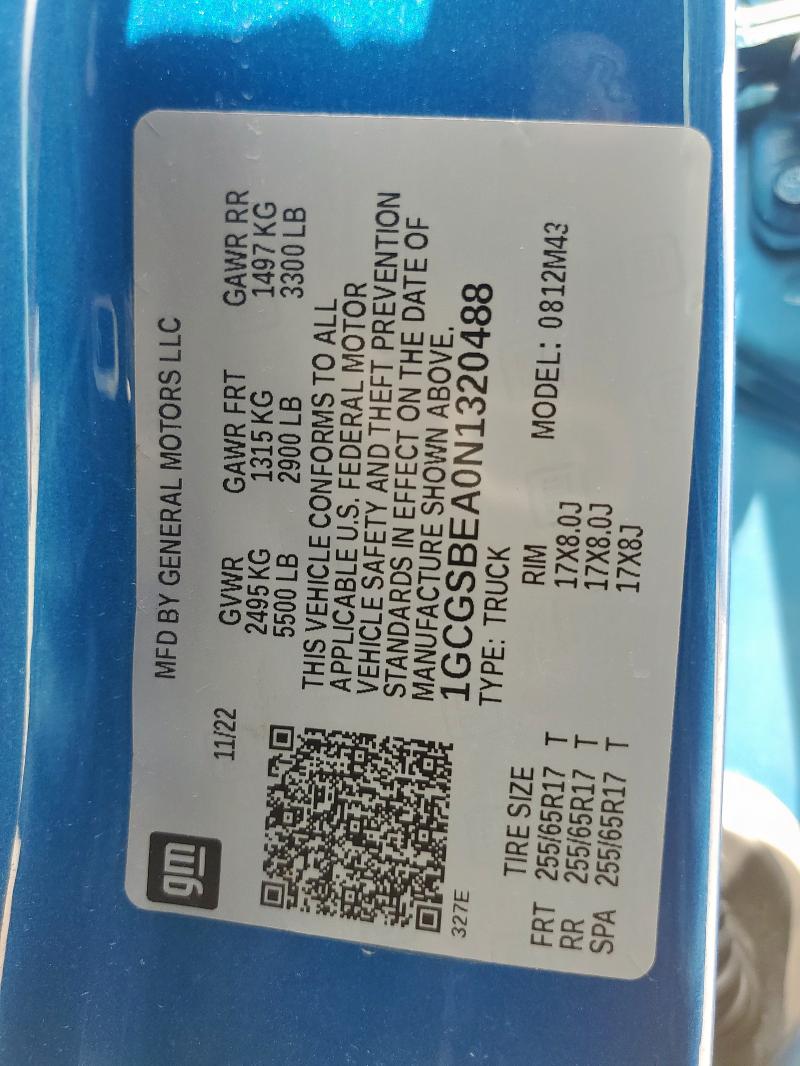 gm
MFD BY GENERAL MOTORS LLC
11/22
GVWR GAWR FRT GAWR RR
2495 KG 1315 KG 1497 KG
5500 LB 2900 LB 3300 LB
THIS VEHICLE CONFORMS TO ALL
APPLICABLE U.S. FEDERAL MOTOR
VEHICLE SAFETY AND THEFT PREVENTION
STANDARDS IN EFFECT ON THE DATE OF
MANUFACTURE SHOWN ABOVE.
1GCGSBEA0N1320488
327E
TYPE: TRUCK
TIRE SIZE RIM MODEL: 0812M43
FRT 255/65R17 T 17X8.0J
RR 255/65R17 T 17X8.0J
SPA 255/65R17 T 17X8J